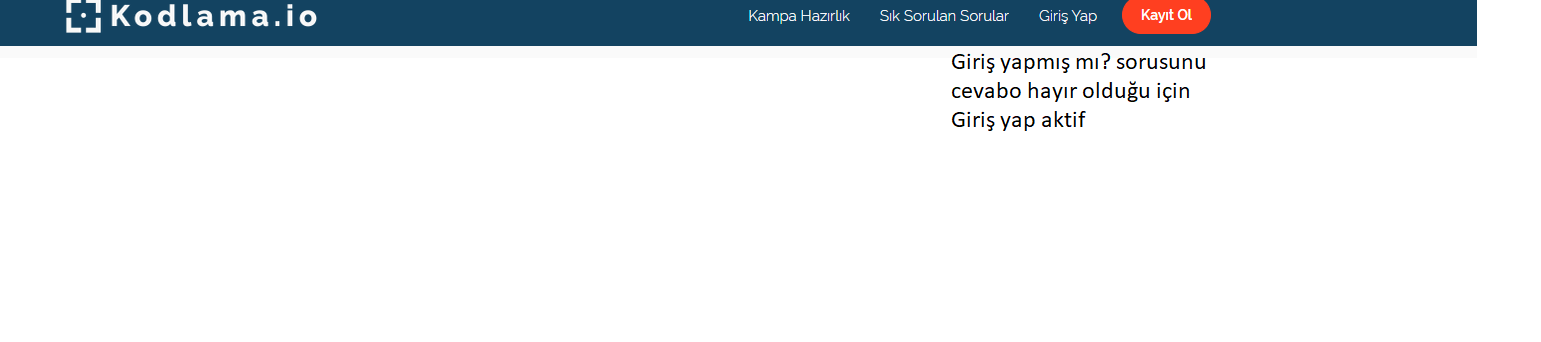 Kodlama.io
Kampa Hazırlık
Sık Sorulan Sorular
Giriş Yap
Kayıt Ol
Giriş yapmış mı? sorusunu
cevabo hayır olduğu için
Giriş yap aktif